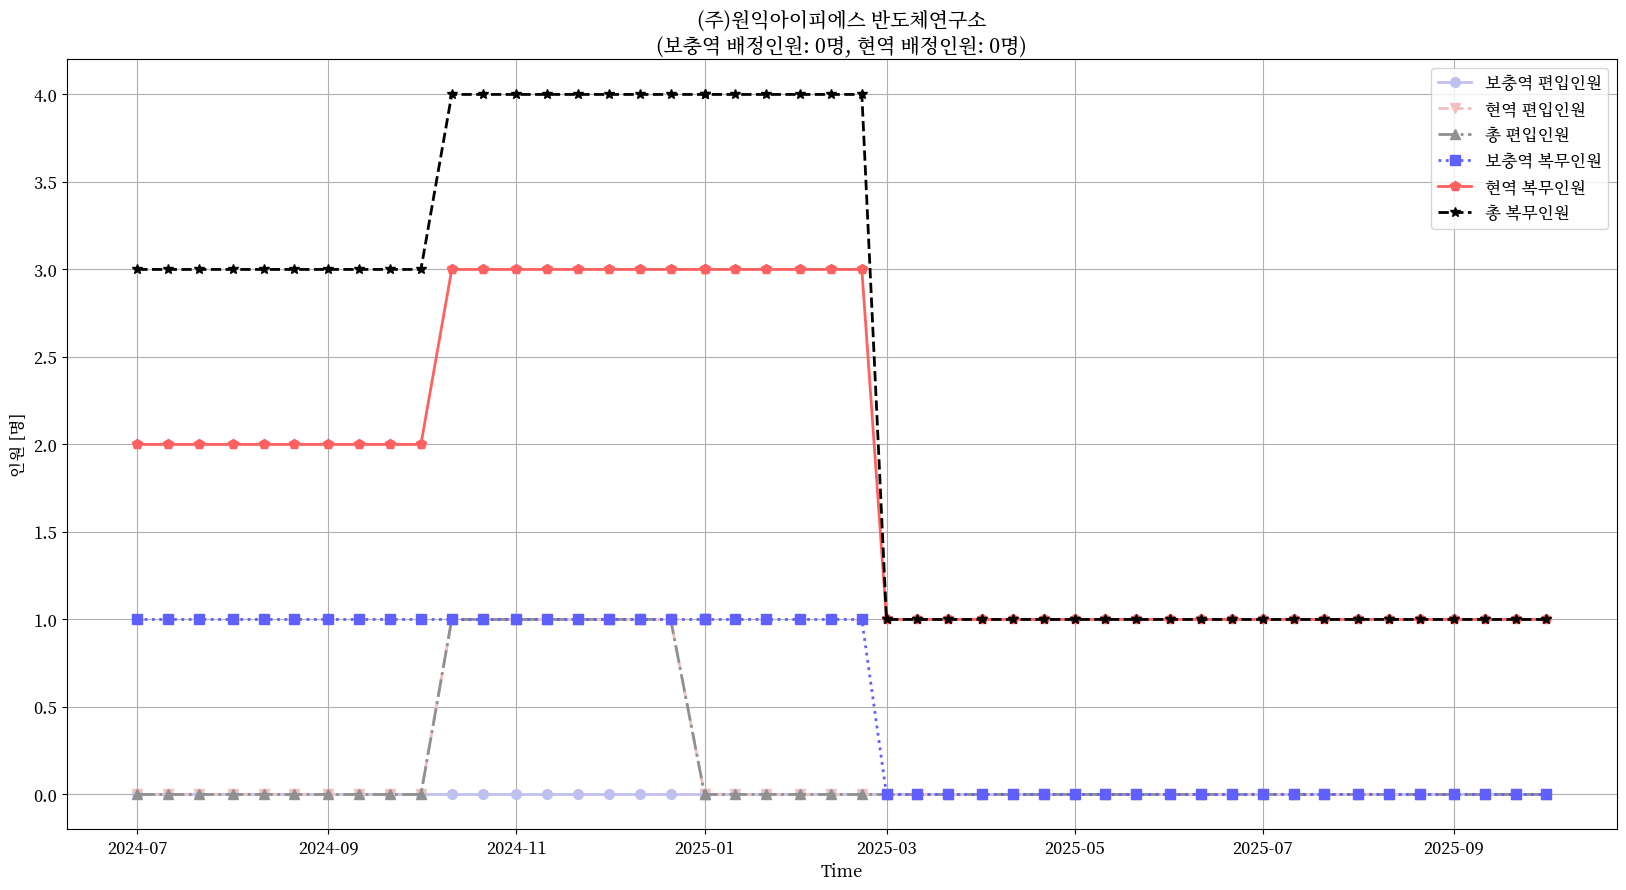 (주)원익아이피에스 반도체연구소
(보충역 배정인원: 0명, 현역 배정인원: 0명)
보충역 편입인원
현역 편입인원
총 편입인원
보충역 복무인원
현역 복무인원
총 복무인원
인원 [명]
4.0
3.5
3.0
2.5
2.0
1.5
1.0
0.5
0.0
2024-07 2024-09 2024-11 2025-01 2025-03 2025-05 2025-07 2025-09
Time